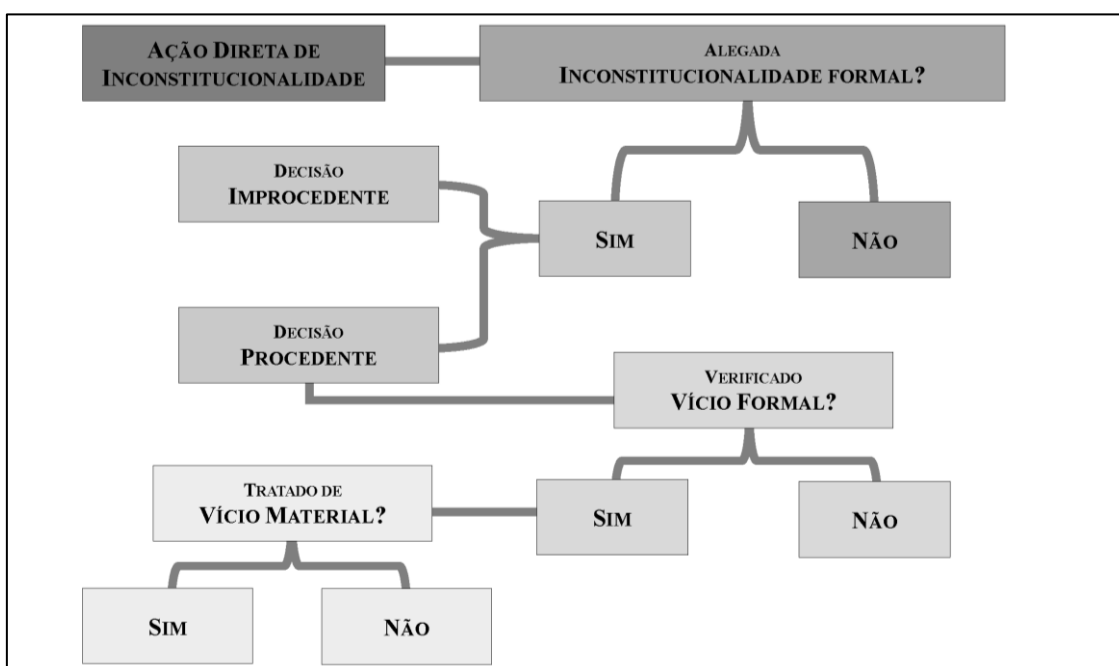 AÇÃO DIRETA DE
INCONSTITUCIONALIDADE
ALEGADA
INCONSTITUCIONALIDADE FORMAL?
DECISÃO
IMPROCEDENTE
SIM
NÃO
DECISÃO
PROCEDENTE
VERIFICADO
VÍCIO FORMAL?
TRATADO DE
VÍCIO MATERIAL?
SIM
NÃO
SIM
NÃO